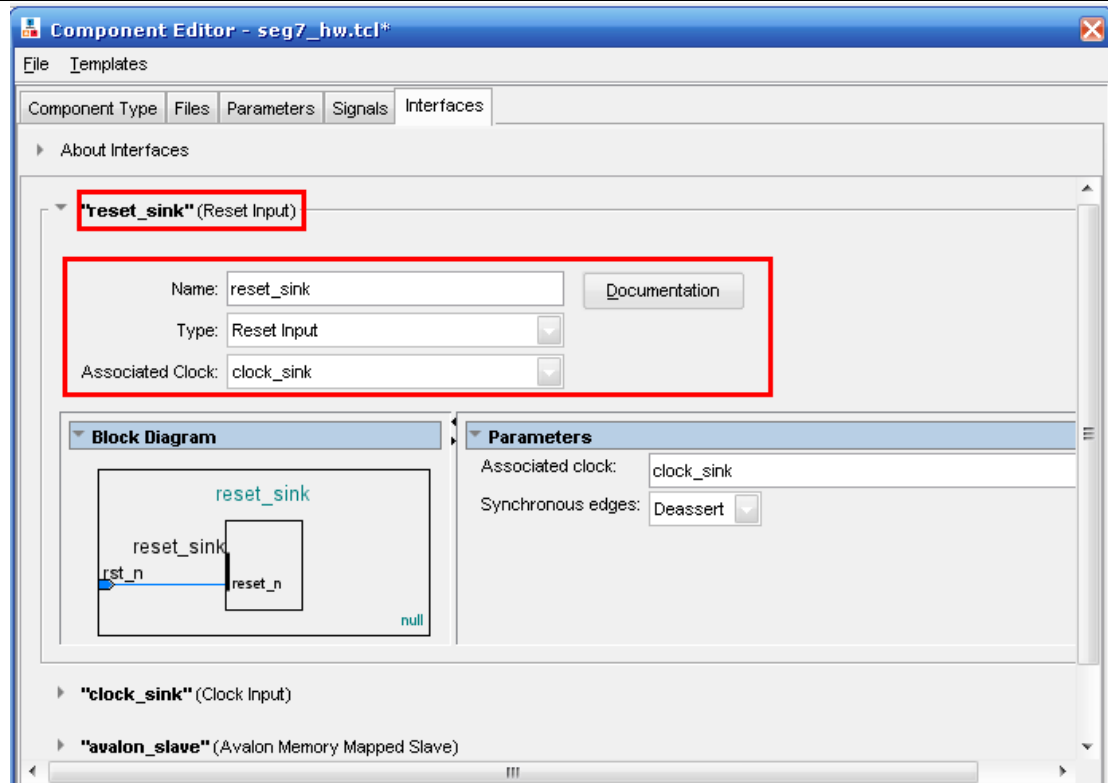 Component Editor - seg7_hw.tcl*
File Templates
Component Type Files Parameters Signals Interfaces
About Interfaces
"reset_sink" (Reset Input)
Name: reset_sink Documentation
Type: Reset Input
Associated Clock: clock_sink
Block Diagram
reset_sink
reset_sink
rst_n
reset_n
null
Parameters
Associated clock: clock_sink
Synchronous edges: Deassert
"clock_sink" (Clock Input)
"avalon_slave" (Avalon Memory Mapped Slave)